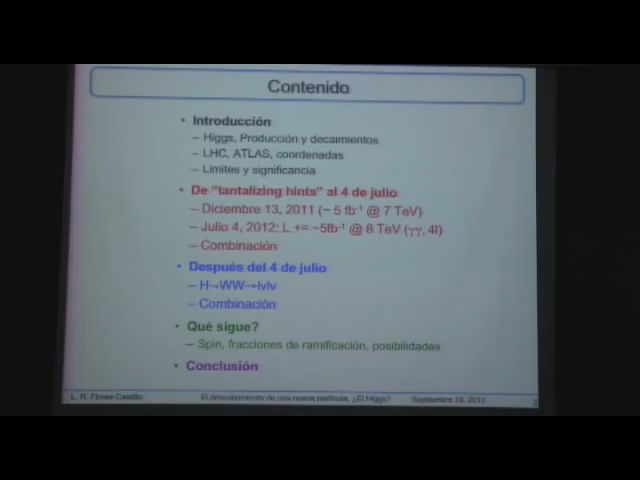 Contenido
• Introducción
– Higgs, Producción y decaimientos
– LHC, ATLAS, coordenadas
– Límites y significancia
• De "tantalizing hints" al 4 de julio
– Diciembre 13, 2011 (~ 5 fb⁻¹ @ 7 TeV)
– Julio 4, 2012: L += ~5fb⁻¹ @ 8 TeV (γγ, 4l)
– Combinación
• Después del 4 de julio
– H→WW→lνlν
– Combinación
• Qué sigue?
– Spin, fracciones de ramificación, posibilidades
• Conclusión
L. R. Flores Castillo El descubrimiento de una nueva partícula, ¿El Higgs? Septiembre 2012